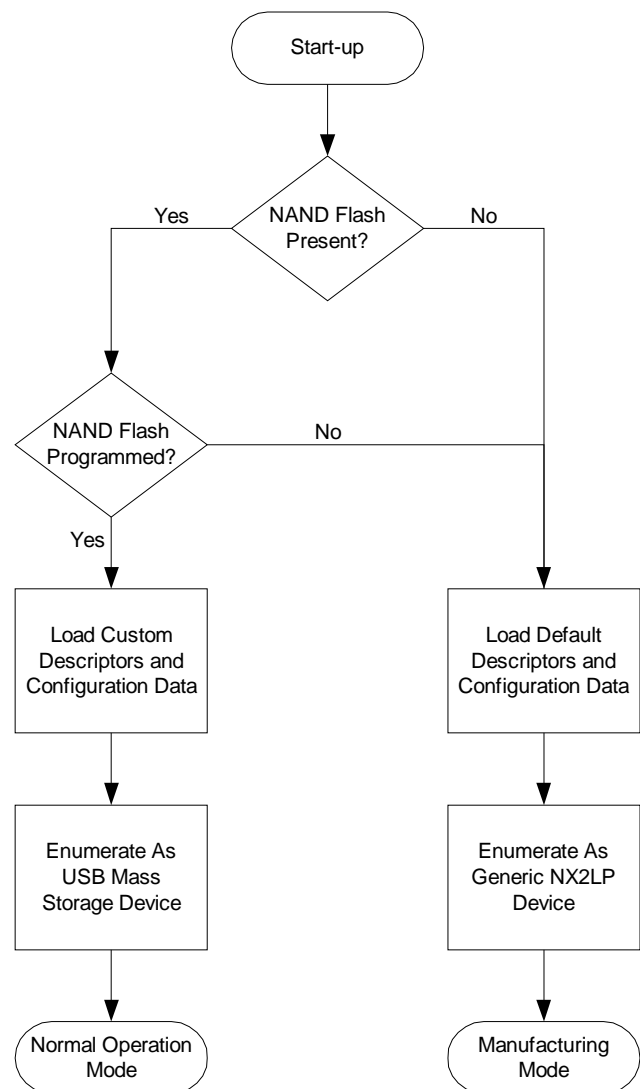 Start-up
NAND Flash
Present?
Yes
No
NAND Flash
Programmed?
No
Yes
Load Custom
Descriptors and
Configuration Data
Load Default
Descriptors and
Configuration Data
Enumerate As
USB Mass
Storage Device
Enumerate As
Generic NX2LP
Device
Normal Operation
Mode
Manufacturing
Mode